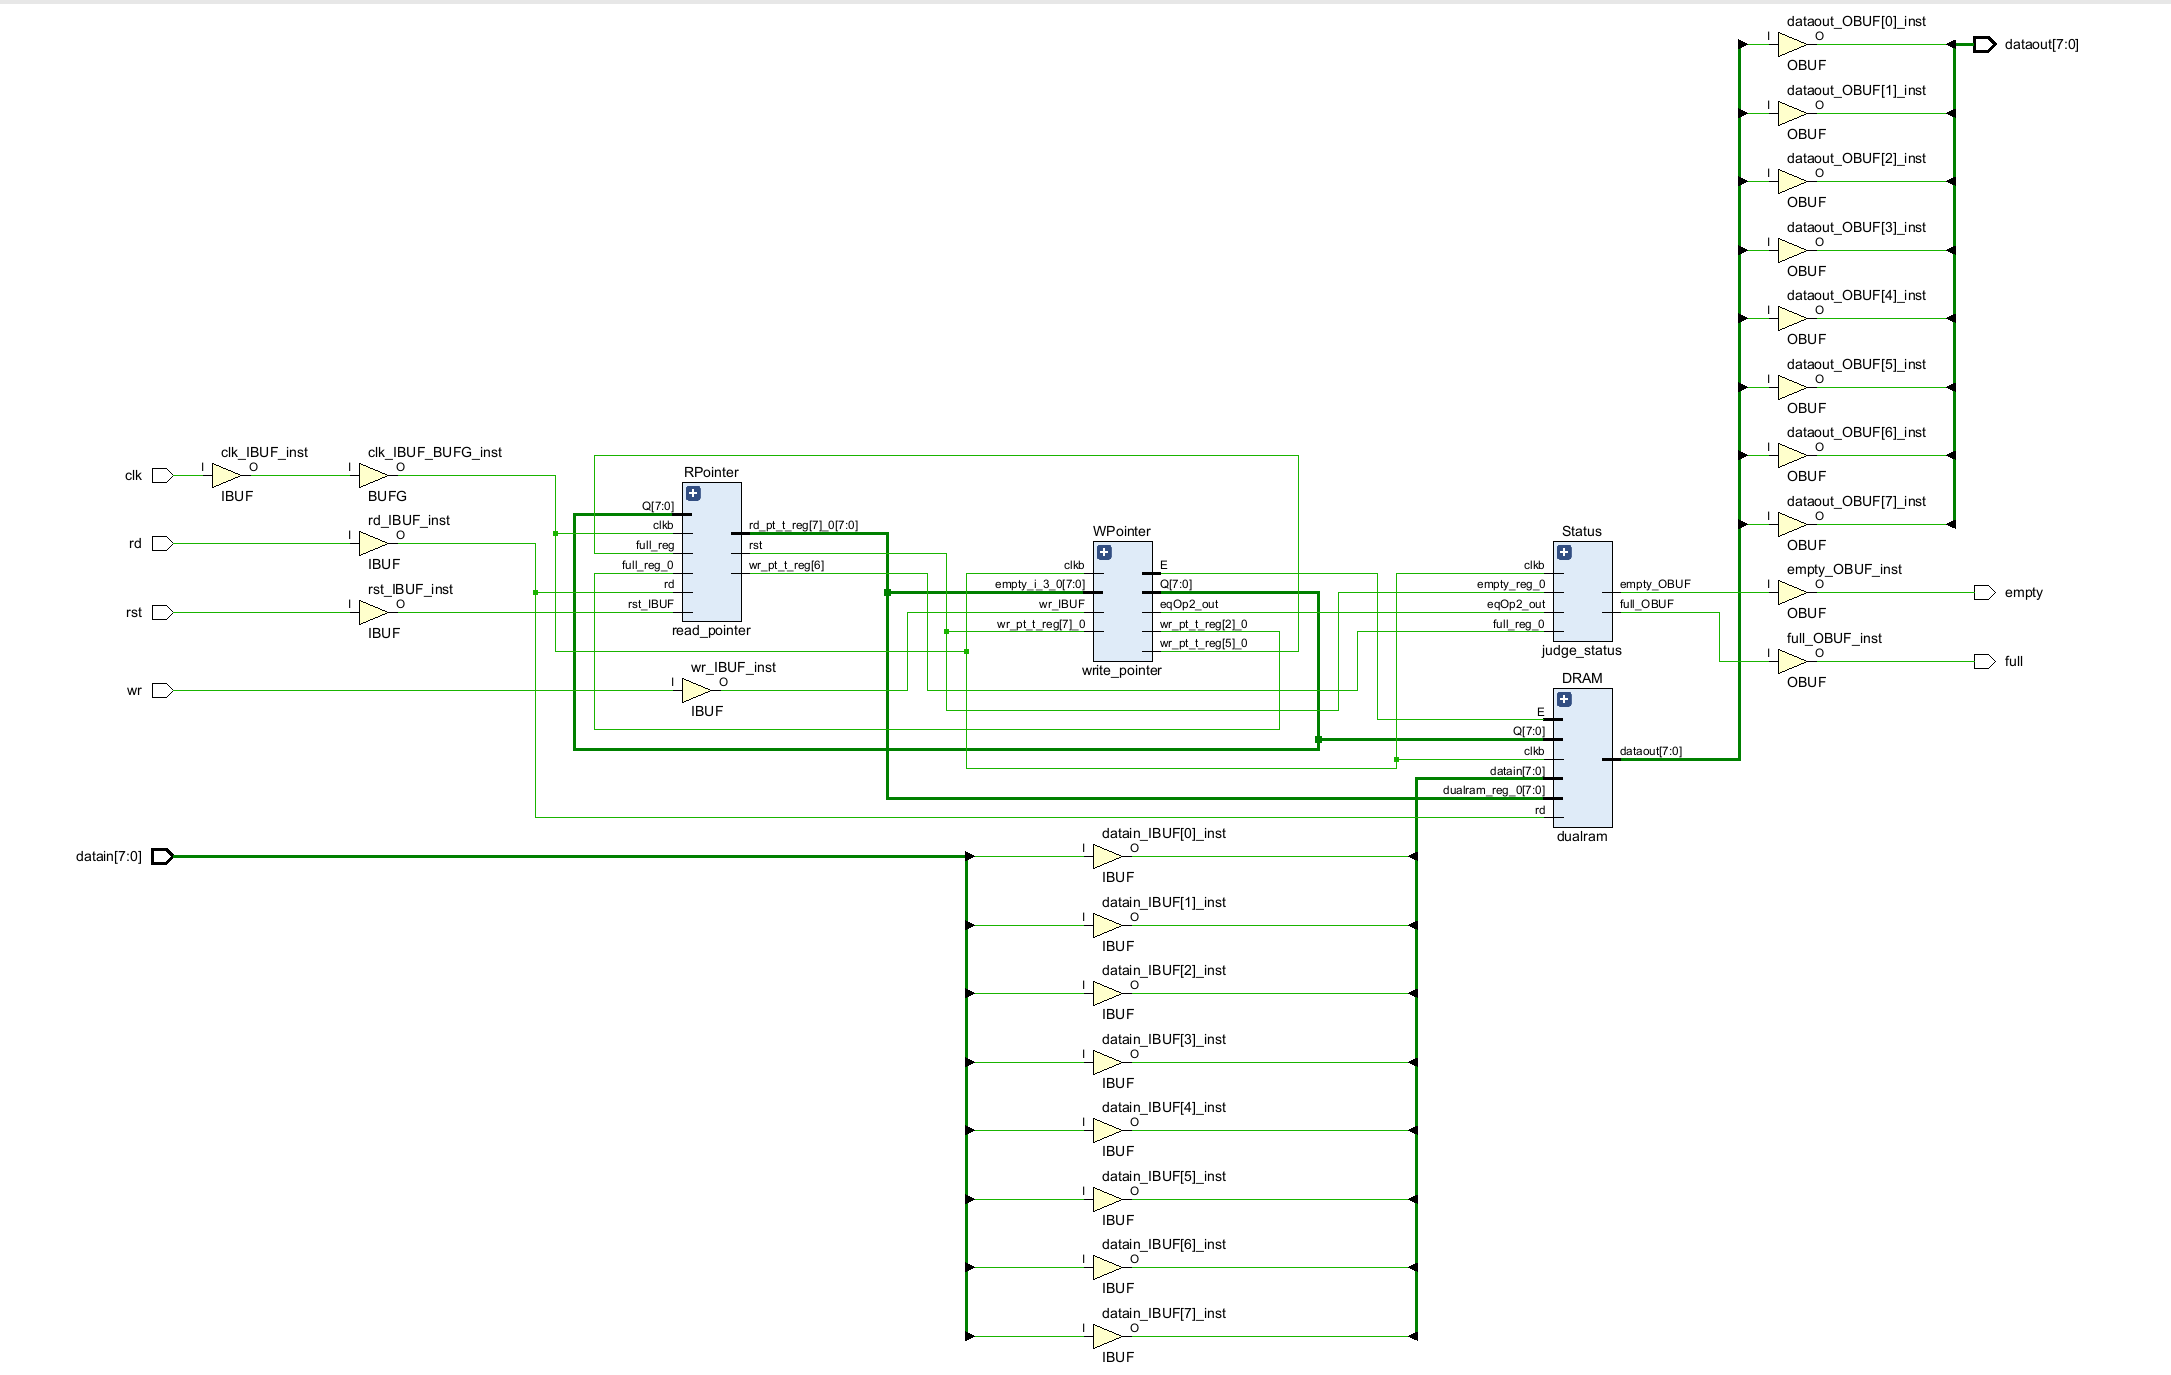 dataout_OBUF[0]_inst
I
O
OBUF
dataout[7:0]
dataout_OBUF[1]_inst
I
O
OBUF
dataout_OBUF[2]_inst
I
O
OBUF
dataout_OBUF[3]_inst
I
O
OBUF
dataout_OBUF[4]_inst
I
O
OBUF
dataout_OBUF[5]_inst
I
O
OBUF
dataout_OBUF[6]_inst
I
O
OBUF
dataout_OBUF[7]_inst
I
O
OBUF
clk
clk_IBUF_inst
I
O
IBUF
clk_IBUF_BUFG_inst
I
O
BUFG
rd
rd_IBUF_inst
I
O
IBUF
rst
rst_IBUF_inst
I
O
IBUF
wr
wr_IBUF_inst
I
O
IBUF
RPointer
Q[7:0]
clkb
full_reg
full_reg_0
rd
rst_IBUF
rd_pt_t_reg[7]_0[7:0]
rst
wr_pt_t_reg[6]
read_pointer
WPointer
clkb
empty_i_3_0[7:0]
wr_IBUF
wr_pt_t_reg[7]_0
E
Q[7:0]
eqOp2_out
wr_pt_t_reg[2]_0
wr_pt_t_reg[5]_0
write_pointer
Status
clkb
empty_reg_0
eqOp2_out
full_reg_0
empty_OBUF
full_OBUF
judge_status
empty_OBUF_inst
I
O
OBUF
empty
full_OBUF_inst
I
O
OBUF
full
DRAM
E
Q[7:0]
clkb
datain[7:0]
dualram_reg_0[7:0]
rd
dataout[7:0]
dualram
datain[7:0]
datain_IBUF[0]_inst
I
O
IBUF
datain_IBUF[1]_inst
I
O
IBUF
datain_IBUF[2]_inst
I
O
IBUF
datain_IBUF[3]_inst
I
O
IBUF
datain_IBUF[4]_inst
I
O
IBUF
datain_IBUF[5]_inst
I
O
IBUF
datain_IBUF[6]_inst
I
O
IBUF
datain_IBUF[7]_inst
I
O
IBUF